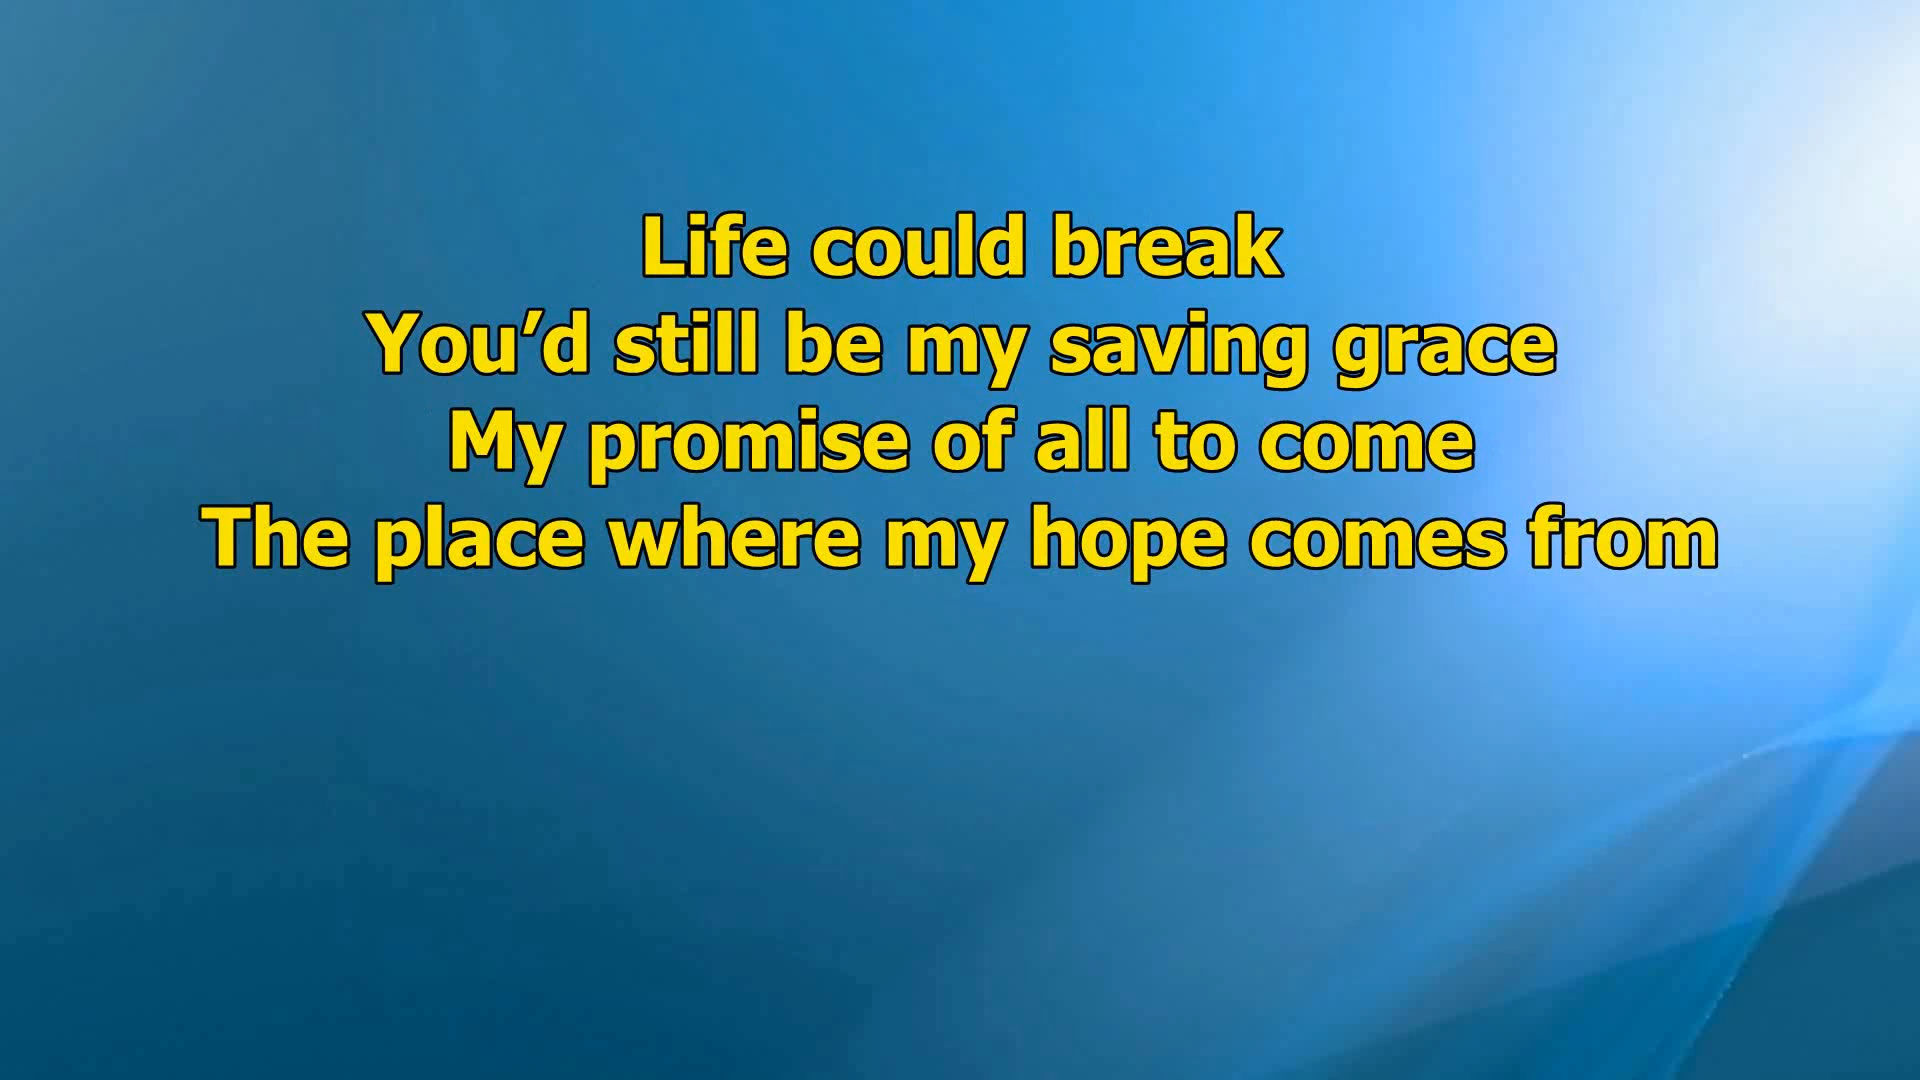 Life could break
You’d still be my saving grace
My promise of all to come
The place where my hope comes from